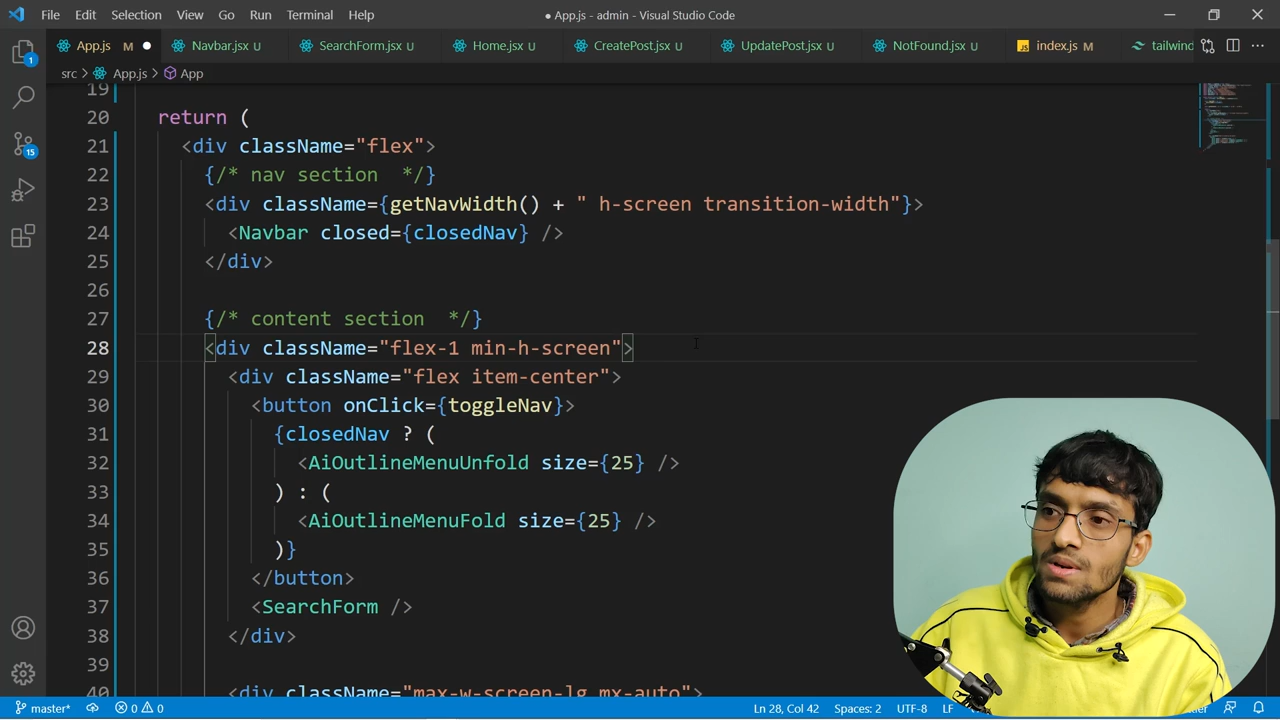 File Edit Selection View Go Run Terminal Help ● App.js - admin - Visual Studio Code
App.js M Navbar.jsx U SearchForm.jsx U Home.jsx U CreatePost.jsx U UpdatePost.jsx U NotFound.jsx U JS index.js M tailwind
src > App.js > App
19
20 return (
21 <div className="flex">
22 {/* nav section */}
23 <div className={getNavWidth() + " h-screen transition-width"}>
24 <Navbar closed={closedNav} />
25 </div>
26
27 {/* content section */}
28 <div className="flex-1 min-h-screen">
29 <div className="flex item-center">
30 <button onClick={toggleNav}>
31 {closedNav ? (
32 <AiOutlineMenuUnfold size={25} />
33 ) : (
34 <AiOutlineMenuFold size={25} />
35 )}
36 </button>
37 <SearchForm />
38 </div>
39
40 <div className="max-w-screen-lg mx-auto">
1
15
master* 0 0 Ln 28, Col 42 Spaces: 2 UTF-8 LF